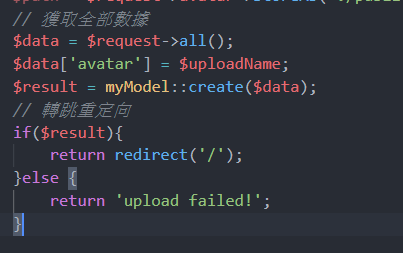 // 獲取全部數據
$data = $request->all();
$data['avatar'] = $uploadName;
$result = myModel::create($data);
// 轉跳重定向
if($result){
    return redirect('/');
}else {
    return 'upload failed!';
}